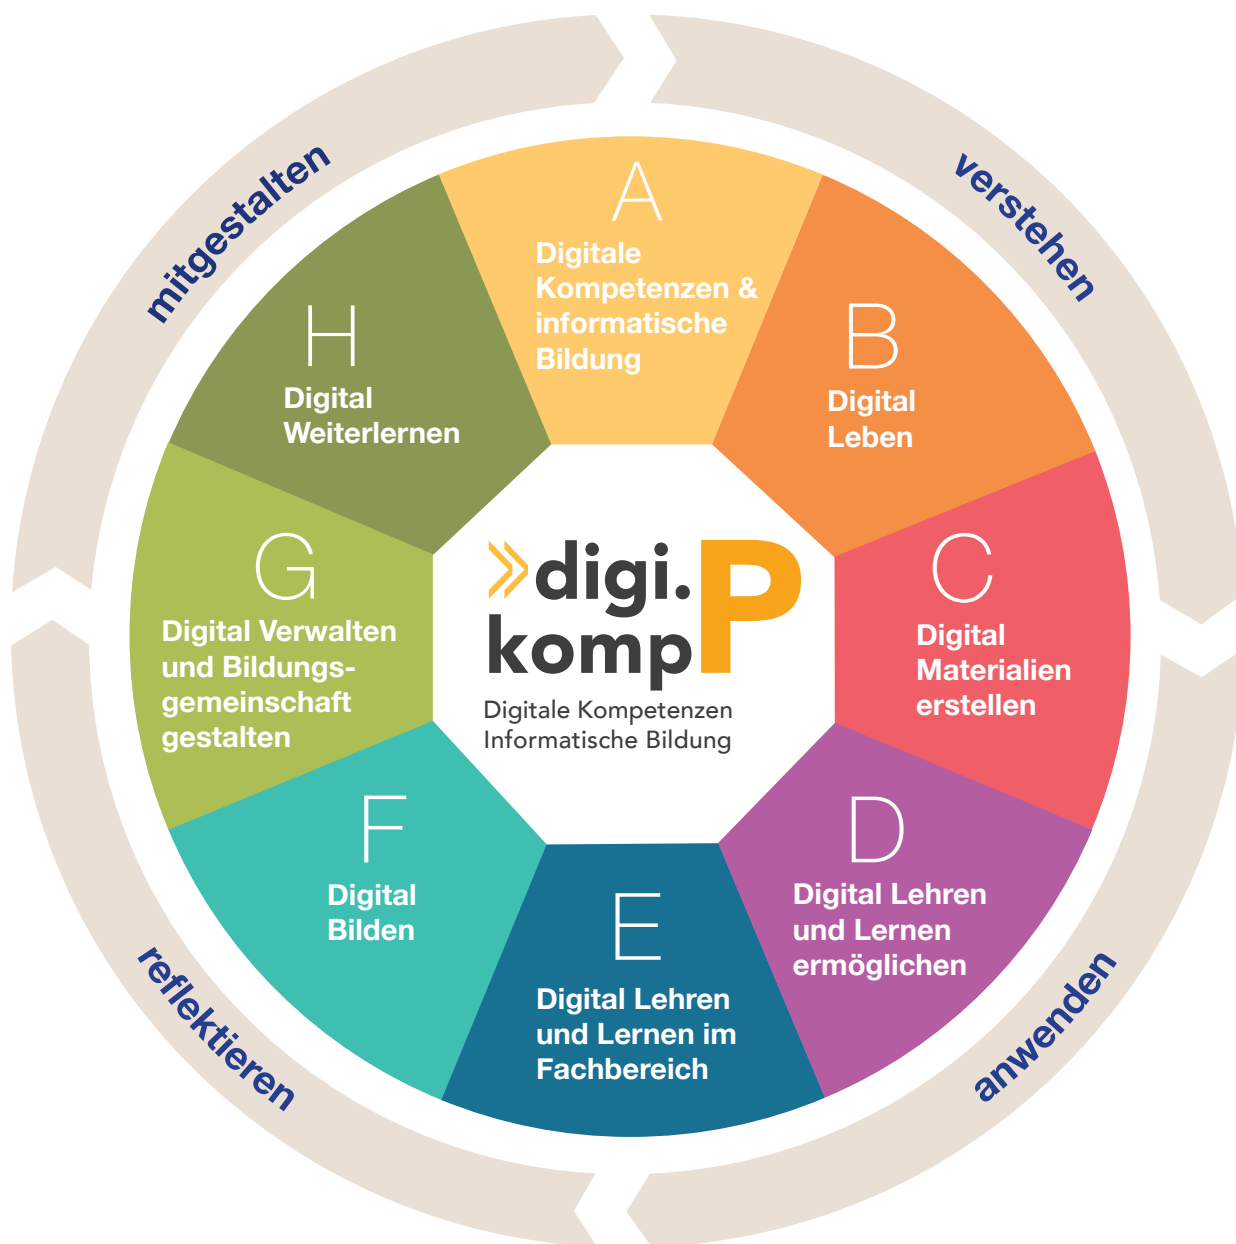 mitgestalten
verstehen
A
Digitale
Kompetenzen &
informatische
Bildung
B
Digital
Leben
C
Digital
Materialien
erstellen
D
Digital Lehren
und Lernen
ermöglichen
E
Digital Lehren
und Lernen im
Fachbereich
F
Digital
Bilden
G
Digital Verwalten
und Bildungs-
gemeinschaft
gestalten
H
Digital
Weiterlernen
»digi.
kompP
Digitale Kompetenzen
Informatische Bildung
anwenden
reflektieren